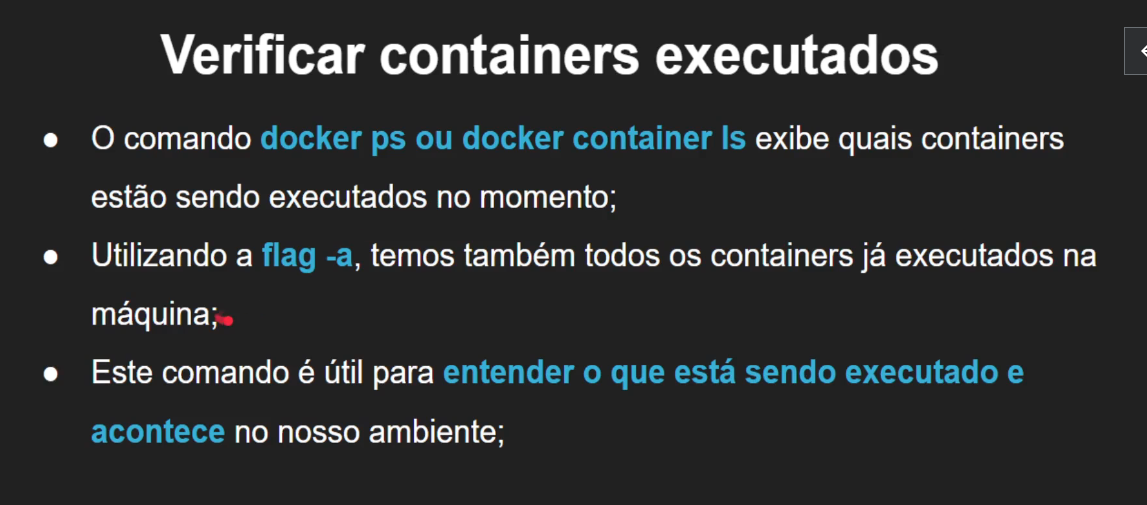 Verificar containers executados
● O comando docker ps ou docker container ls exibe quais containers
estão sendo executados no momento;
● Utilizando a flag -a, temos também todos os containers já executados na
máquina;
● Este comando é útil para entender o que está sendo executado e
acontece no nosso ambiente;